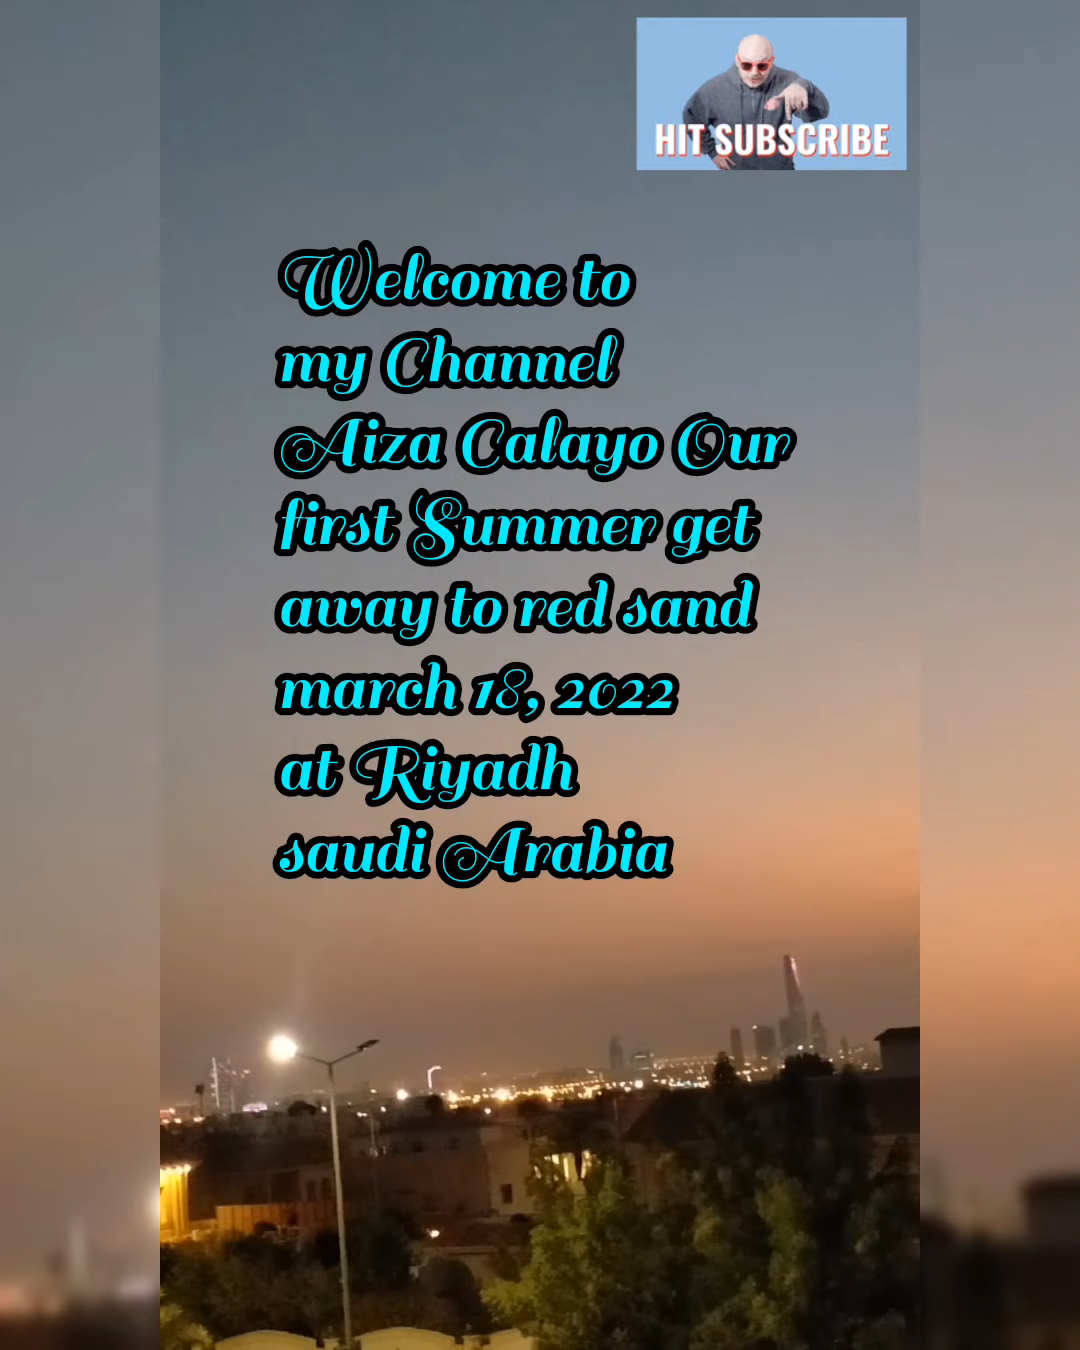 HIT SUBSCRIBE
Welcome to
my Channel
Aiza Calayo Our
first Summer get
away to red sand
march 18, 2022
at Riyadh
saudi Arabia